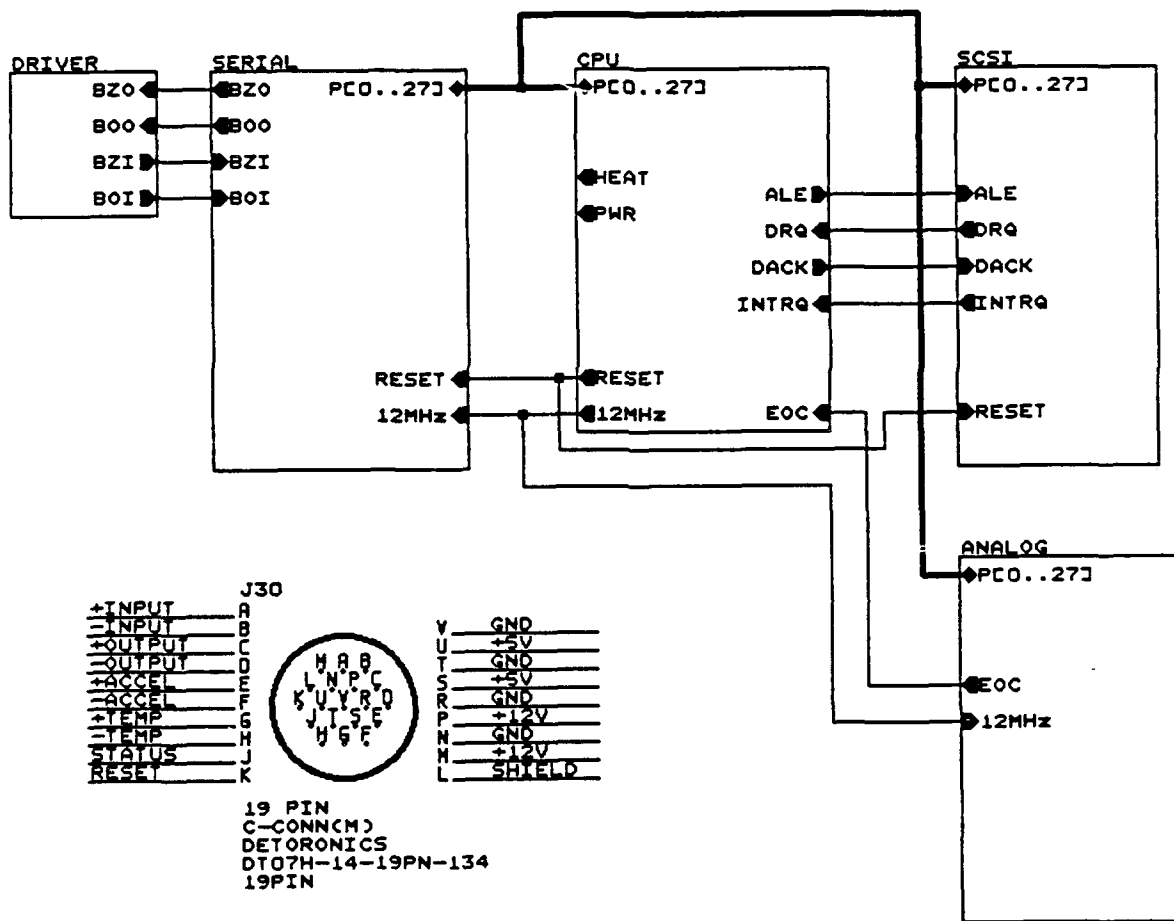 DRIVER
BZO
BOO
BZI
BOI
SERIAL
BZO
BOO
BZI
BOI
P[0..27]
RESET
12MHz
CPU
P[0..27]
HEAT
PWR
ALE
DRQ
DACK
INTRQ
RESET
12MHz
EOC
SCSI
P[0..27]
ALE
DRQ
DACK
INTRQ
RESET
ANALOG
P[0..27]
EOC
12MHz
J30
+INPUT A
-INPUT B
+OUTPUT C
-OUTPUT D
+ACCEL E
-ACCEL F
+TEMP G
-TEMP H
STATUS J
RESET K
M A B
L N P C
K U V R D
J T S E
H G F
V GND
U +5V
T GND
S +5V
R GND
P +12V
N GND
M +12V
L SHIELD
19 PIN
C-CONN(M)
DETORONICS
DT07H-14-19PN-134
19PIN